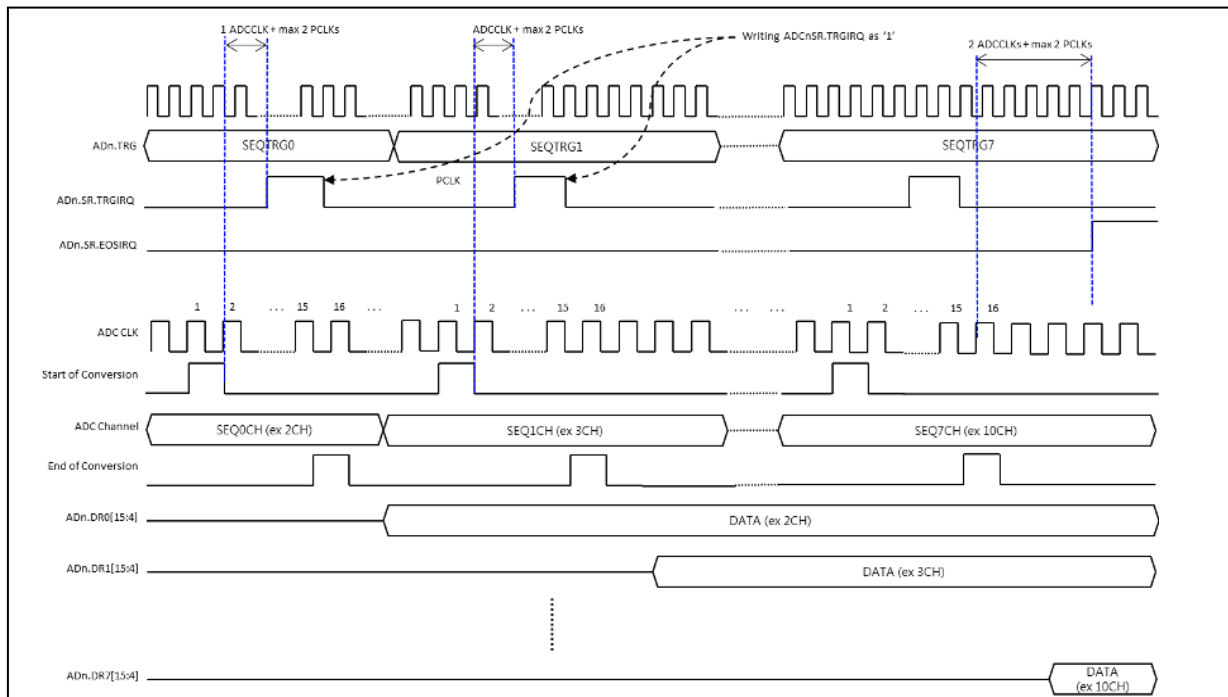 1 ADCCLK + max 2 PCLKs
ADCCLK + max 2 PCLKs
Writing ADCnSR.TRGIRQ as '1'
2 ADCCLKs + max 2 PCLKs
ADn.TRG
SEQTRG0
SEQTRG1
SEQTRG7
PCLK
ADn.SR.TRGIRQ
ADn.SR.EOSIRQ
1 2 ... 15 16 ... 1 2 ... 15 16 ... ... 1 2 ... 15 16
ADC CLK
Start of Conversion
ADC Channel
SEQ0CH (ex 2CH)
SEQ1CH (ex 3CH)
SEQ7CH (ex 10CH)
End of Conversion
ADn.DR0[15:4]
DATA (ex 2CH)
ADn.DR1[15:4]
DATA (ex 3CH)
ADn.DR7[15:4]
DATA
(ex 10CH)